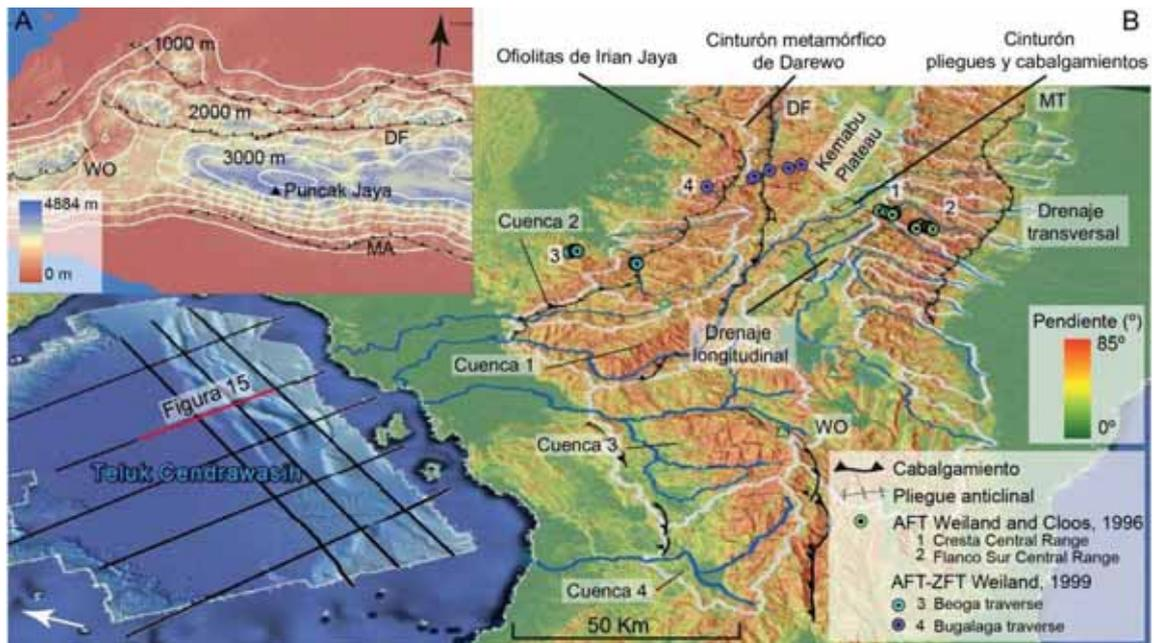 A
1000 m
2000 m
DF
WO
3000 m
Puncak Jaya
4884 m
0 m
MA
B
Ofiolitas de Irian Jaya
Cinturón metamórfico
de Darewo
Cinturón
pliegues y cabalgamientos
MT
DF
Kemabu
Plateau
4
1
2
Cuenca 2
3
Drenaje
transversal
Drenaje
longitudinal
Pendiente (º)
85º
0º
Cuenca 1
Figura 15
Teluk Cendrawasih
Cuenca 3
WO
Cuenca 4
50 Km
Cabalgamiento
Pliegue anticlinal
AFT Weiland and Cloos, 1996
1 Cresta Central Range
2 Flanco Sur Central Range
AFT-ZFT Weiland, 1999
3 Beoga traverse
4 Bugalaga traverse